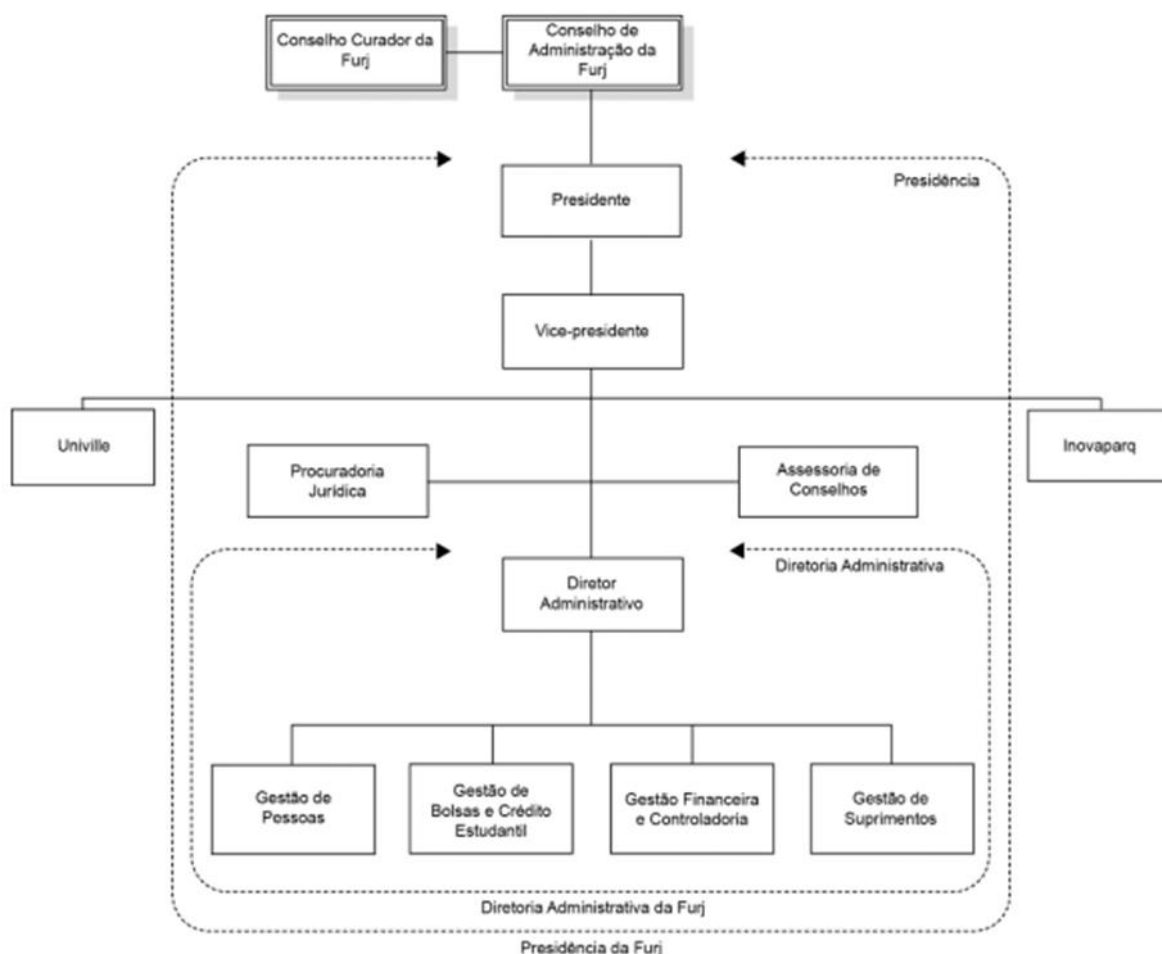 Conselho Curador da
Furj
Conselho de
Administração da
Furj
Presidência
Presidente
Vice-presidente
Univille
Inovaparq
Procuradoria
Jurídica
Assessoria de
Conselhos
Diretoria Administrativa
Diretor
Administrativo
Gestão de
Pessoas
Gestão de
Bolsas e Crédito
Estudantil
Gestão Financeira
e Controladoria
Gestão de
Suprimentos
Diretoria Administrativa da Furj
Presidência da Furj